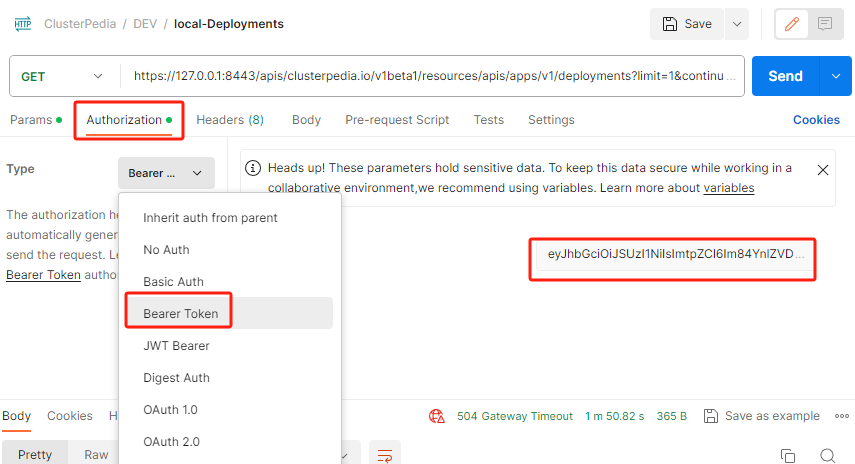 HTTP ClusterPedia / DEV / local-Deployments Save
GET https://127.0.0.1:8443/apis/clusterpedia.io/v1beta1/resources/apis/apps/v1/deployments?limit=1&continu ... Send
Params Authorization Headers (8) Body Pre-request Script Tests Settings Cookies
Type Bearer ...
Heads up! These parameters hold sensitive data. To keep this data secure while working in a
collaborative environment,we recommend using variables. Learn more about variables
The authorization he
automatically gener
send the request. Le
Bearer Token autho
Inherit auth from parent
No Auth
Basic Auth
Bearer Token
JWT Bearer
Digest Auth
OAuth 1.0
OAuth 2.0
eyJhbGciOiJSUzI1NiIsImtpZCI6Im84YnlZVD...
Body Cookies H 504 Gateway Timeout 1 m 50.82 s 365 B Save as example
Pretty Raw